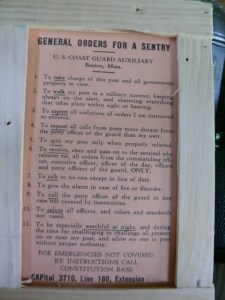 GENERAL ORDERS FOR A SENTRY
U. S. COAST GUARD AUXILIARY
Boston, Mass.
1. To take charge of this post and all government
property in view.
2. To walk my post in a military manner, keeping
always on the alert, and observing everything
that takes place within sight or hearing.
3. To report all violations of orders I am instructed
to enforce.
4. To repeat all calls from posts more distant from
the guard than my own.
5. To quit my post only when properly relieved.
6. To receive, obey and pass on to the sentinel who
relieves me, all orders from the commanding officer,
officer of the day, officers
and petty officers of the guard, ONLY.
7. To talk to no one except in line of duty.
8. To give the alarm in case of fire or disorder.
9. To call the petty officer of the guard in any
case not covered by instructions.
10. To salute all officers, and colors and standards
not cased.
11. To be especially watchful at night, and during
the time for challenging to challenge all persons
on or near my post, and allow no one to pass
without proper authority.
FOR EMERGENCIES NOT COVERED
BY INSTRUCTIONS CALL
CONSTITUTION BASE
CAPitol 3710, Line 180, Extension